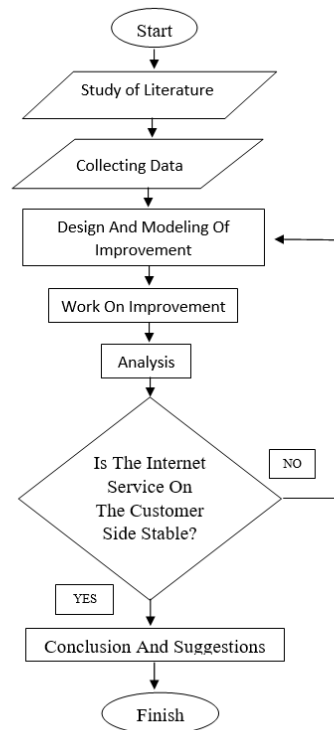 Start
Study of Literature
Collecting Data
Design And Modeling Of
Improvement
Work On Improvement
Analysis
Is The Internet
Service On
The Customer
Side Stable?
NO
YES
Conclusion And Suggestions
Finish